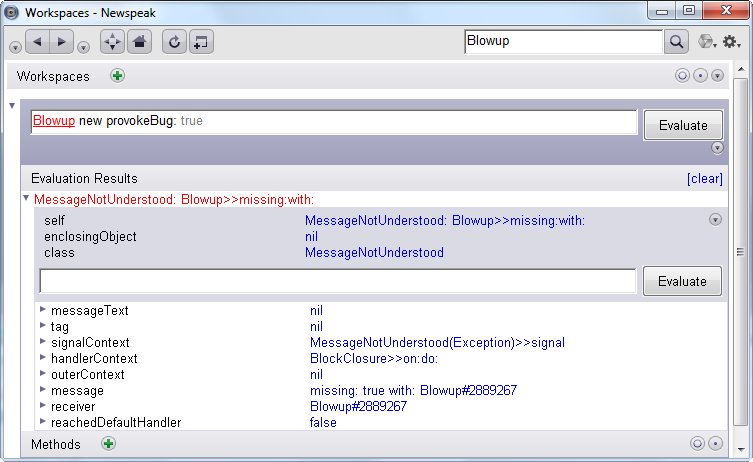 Workspaces - Newspeak
Blowup
Workspaces
Blowup new provokeBug: true
Evaluate
Evaluation Results [clear]
MessageNotUnderstood: Blowup>>missing:with:
self MessageNotUnderstood: Blowup>>missing:with:
enclosingObject nil
class MessageNotUnderstood
Evaluate
messageText nil
tag nil
signalContext MessageNotUnderstood(Exception)>>signal
handlerContext BlockClosure>>on:do:
outerContext nil
message missing: true with: Blowup#2889267
receiver Blowup#2889267
reachedDefaultHandler false
Methods